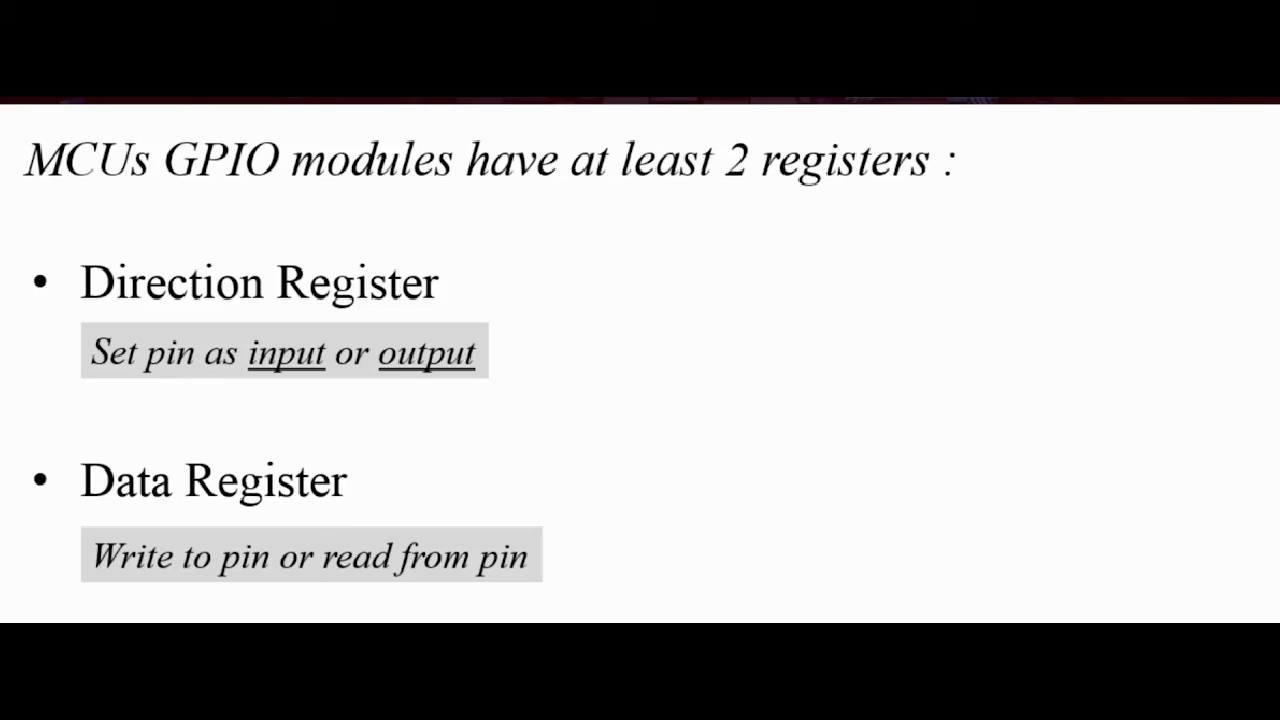 MCUs GPIO modules have at least 2 registers :
• Direction Register
Set pin as input or output
• Data Register
Write to pin or read from pin